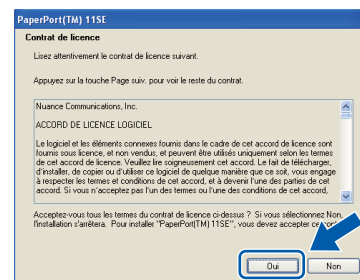 PaperPort(TM) 11SE
Contrat de licence
Lisez attentivement le contrat de licence suivant.
Appuyez sur la touche Page suiv. pour voir le reste du contrat.
Nuance Communications, Inc.
ACCORD DE LICENCE LOGICIEL
Le logiciel et les éléments connexes fournis dans le cadre de cet accord de licence sont
fournis sous licence, et non vendus, et peuvent être utilisés uniquement selon les termes
de cet accord de licence. Veuillez lire soigneusement cet accord. Le fait de télécharger,
d'installer, de copier ou d'utiliser ce logiciel de quelque manière que ce soit, vous engage
à respecter les termes et conditions de cet accord, et à devenir l'une des parties de cet
accord. Si vous n'acceptez pas l'un des termes ou l'une des conditions de cet accord,
Acceptez-vous tous les termes du contrat de licence ci-dessus ? Si vous sélectionnez Non,
l'installation s'arrêtera. Pour installer "PaperPort(TM) 11SE", vous devez accepter ce
Oui
Non